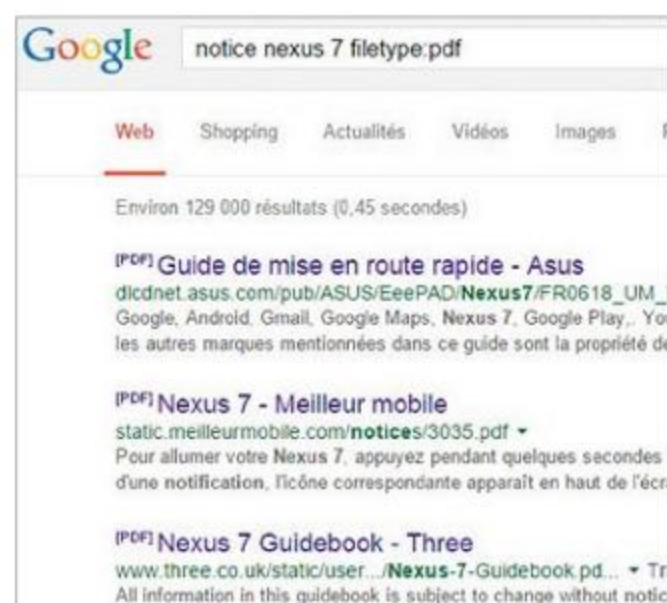 Google notice nexus 7 filetype:pdf
Web Shopping Actualités Vidéos Images
Environ 129 000 résultats (0,45 secondes)
[PDF] Guide de mise en route rapide - Asus
dlcdnet.asus.com/pub/ASUS/EeePAD/Nexus7/FR0618_UM_
Google, Android, Gmail, Google Maps, Nexus 7, Google Play,. You
les autres marques mentionnées dans ce guide sont la propriété de
[PDF] Nexus 7 - Meilleur mobile
static.meilleurmobile.com/notices/3035.pdf
Pour allumer votre Nexus 7, appuyez pendant quelques secondes
d'une notification, l'icône correspondante apparaît en haut de l'écra
[PDF] Nexus 7 Guidebook - Three
www.three.co.uk/static/user.../Nexus-7-Guidebook.pd... Tr
All information in this guidebook is subject to change without notic